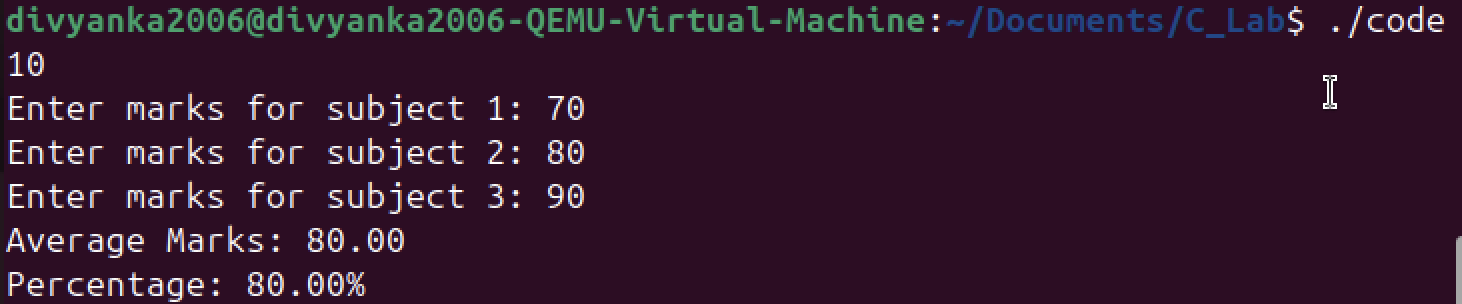 divyanka2006@divyanka2006-QEMU-Virtual-Machine:~/Documents/C_Lab$ ./code
10
Enter marks for subject 1: 70
Enter marks for subject 2: 80
Enter marks for subject 3: 90
Average Marks: 80.00
Percentage: 80.00%